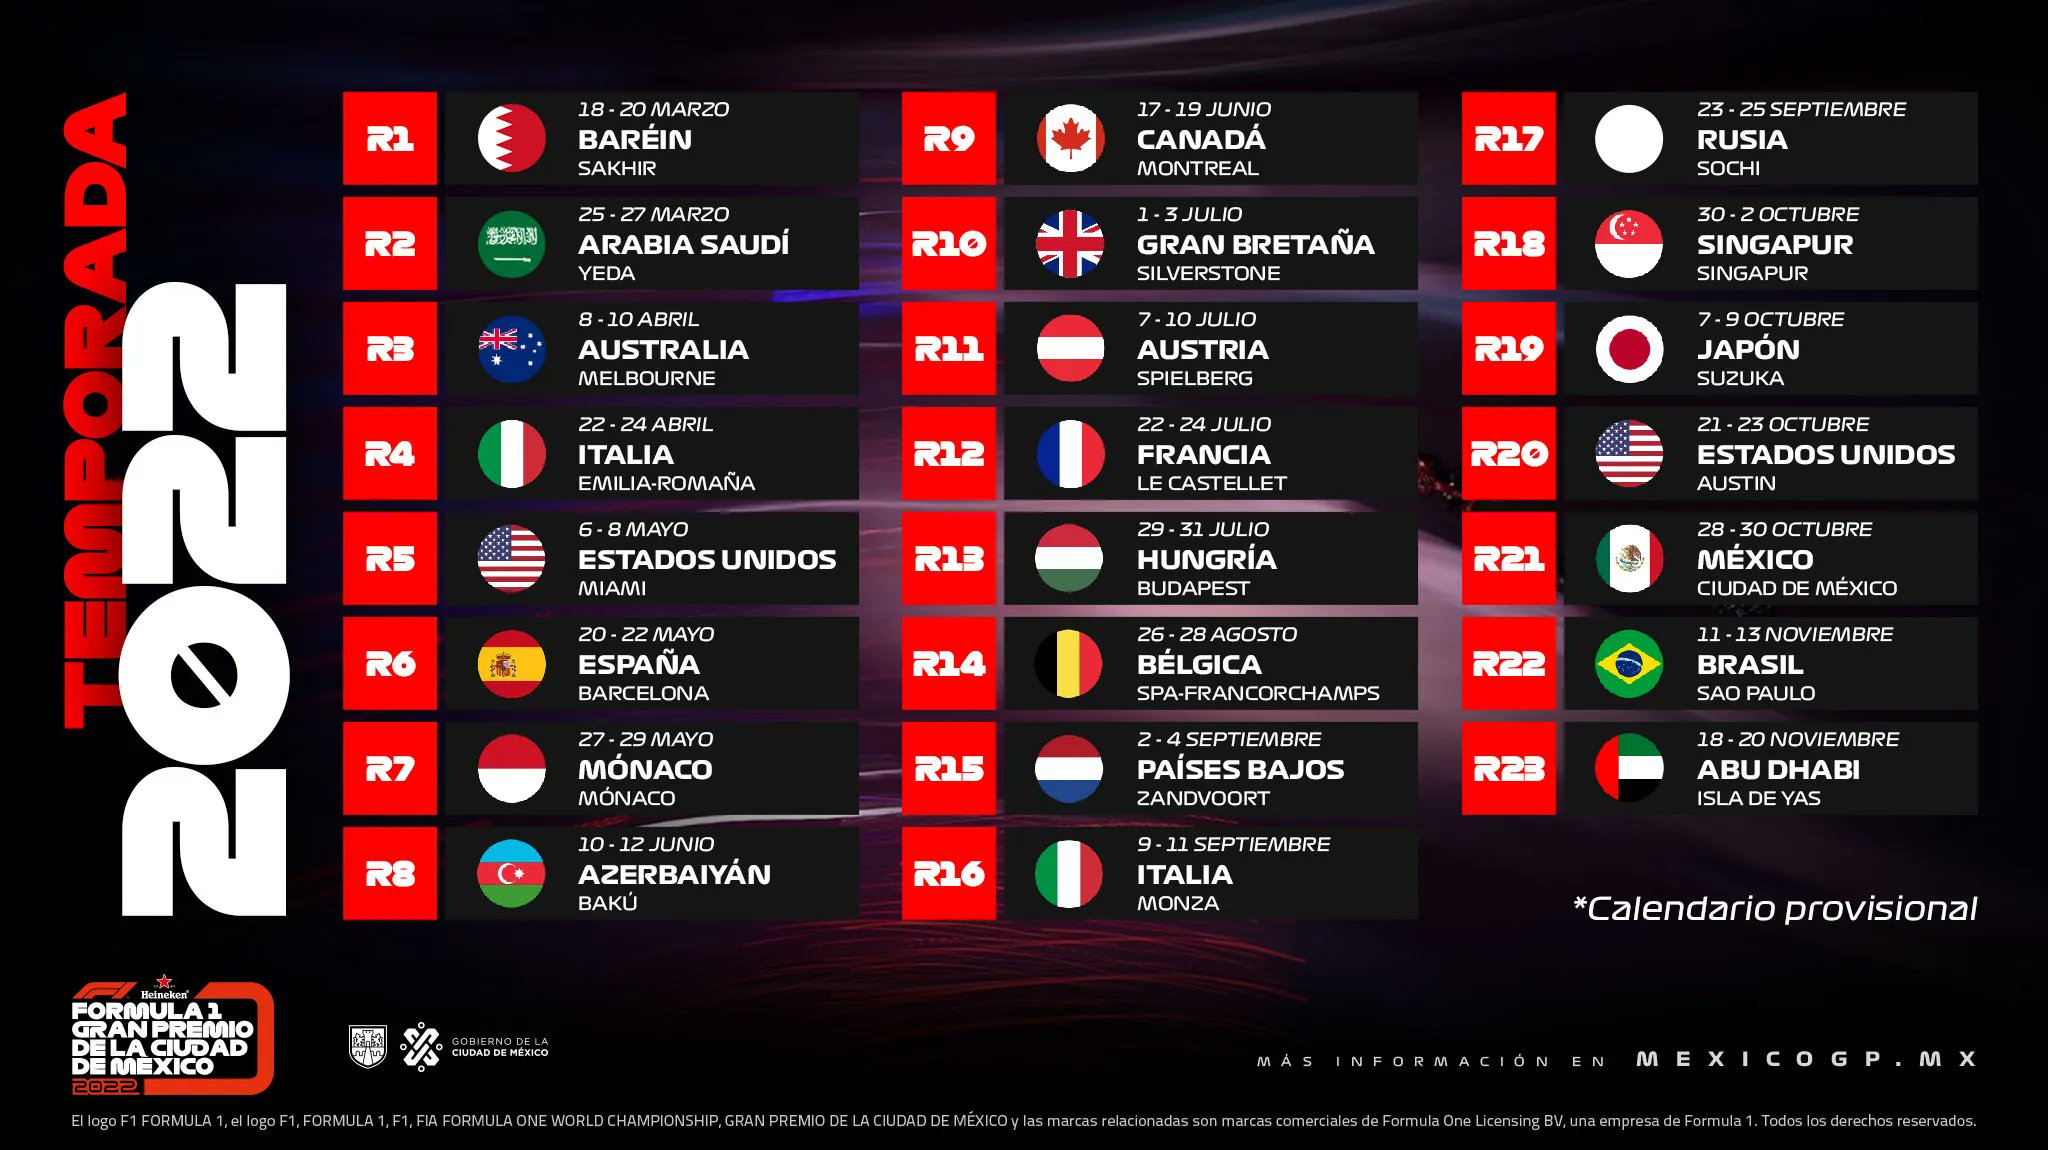 TEMPORADA
2022
R1
18 - 20 MARZO
BARÉIN
SAKHIR
R2
25 - 27 MARZO
ARABIA SAUDÍ
YEDA
R3
8 - 10 ABRIL
AUSTRALIA
MELBOURNE
R4
22 - 24 ABRIL
ITALIA
EMILIA-ROMAÑA
R5
6 - 8 MAYO
ESTADOS UNIDOS
MIAMI
R6
20 - 22 MAYO
ESPAÑA
BARCELONA
R7
27 - 29 MAYO
MÓNACO
MÓNACO
R8
10 - 12 JUNIO
AZERBAIYÁN
BAKÚ
R9
17 - 19 JUNIO
CANADÁ
MONTREAL
R10
1 - 3 JULIO
GRAN BRETAÑA
SILVERSTONE
R11
7 - 10 JULIO
AUSTRIA
SPIELBERG
R12
22 - 24 JULIO
FRANCIA
LE CASTELLET
R13
29 - 31 JULIO
HUNGRÍA
BUDAPEST
R14
26 - 28 AGOSTO
BÉLGICA
SPA-FRANCORCHAMPS
R15
2 - 4 SEPTIEMBRE
PAÍSES BAJOS
ZANDVOORT
R16
9 - 11 SEPTIEMBRE
ITALIA
MONZA
R17
23 - 25 SEPTIEMBRE
RUSIA
SOCHI
R18
30 - 2 OCTUBRE
SINGAPUR
SINGAPUR
R19
7 - 9 OCTUBRE
JAPÓN
SUZUKA
R20
21 - 23 OCTUBRE
ESTADOS UNIDOS
AUSTIN
R21
28 - 30 OCTUBRE
MÉXICO
CIUDAD DE MÉXICO
R22
11 - 13 NOVIEMBRE
BRASIL
SAO PAULO
R23
18 - 20 NOVIEMBRE
ABU DHABI
ISLA DE YAS
*Calendario provisional
Heineken
FORMULA 1
GRAN PREMIO
DE LA CIUDAD
DE MÉXICO
2022
GOBIERNO DE LA
CIUDAD DE MÉXICO
MÁS INFORMACIÓN EN MEXICOGP.MX
El logo F1 FORMULA 1, el logo F1, FORMULA 1, F1, FIA FORMULA ONE WORLD CHAMPIONSHIP, GRAN PREMIO DE LA CIUDAD DE MÉXICO y las marcas relacionadas son marcas comerciales de Formula One Licensing BV, una empresa de Formula 1. Todos los derechos reservados.